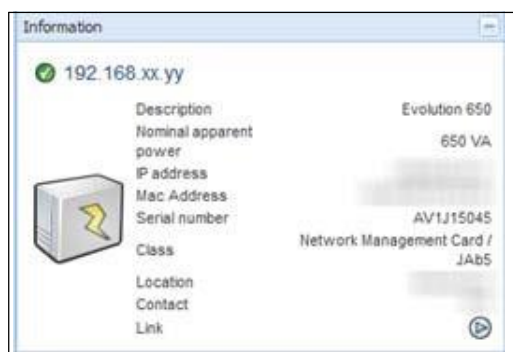 Information
192.168.xx.yy
Description Evolution 650
Nominal apparent
power 650 VA
IP address
Mac Address
Serial number AV1J15045
Class Network Management Card /
JAb5
Location
Contact
Link